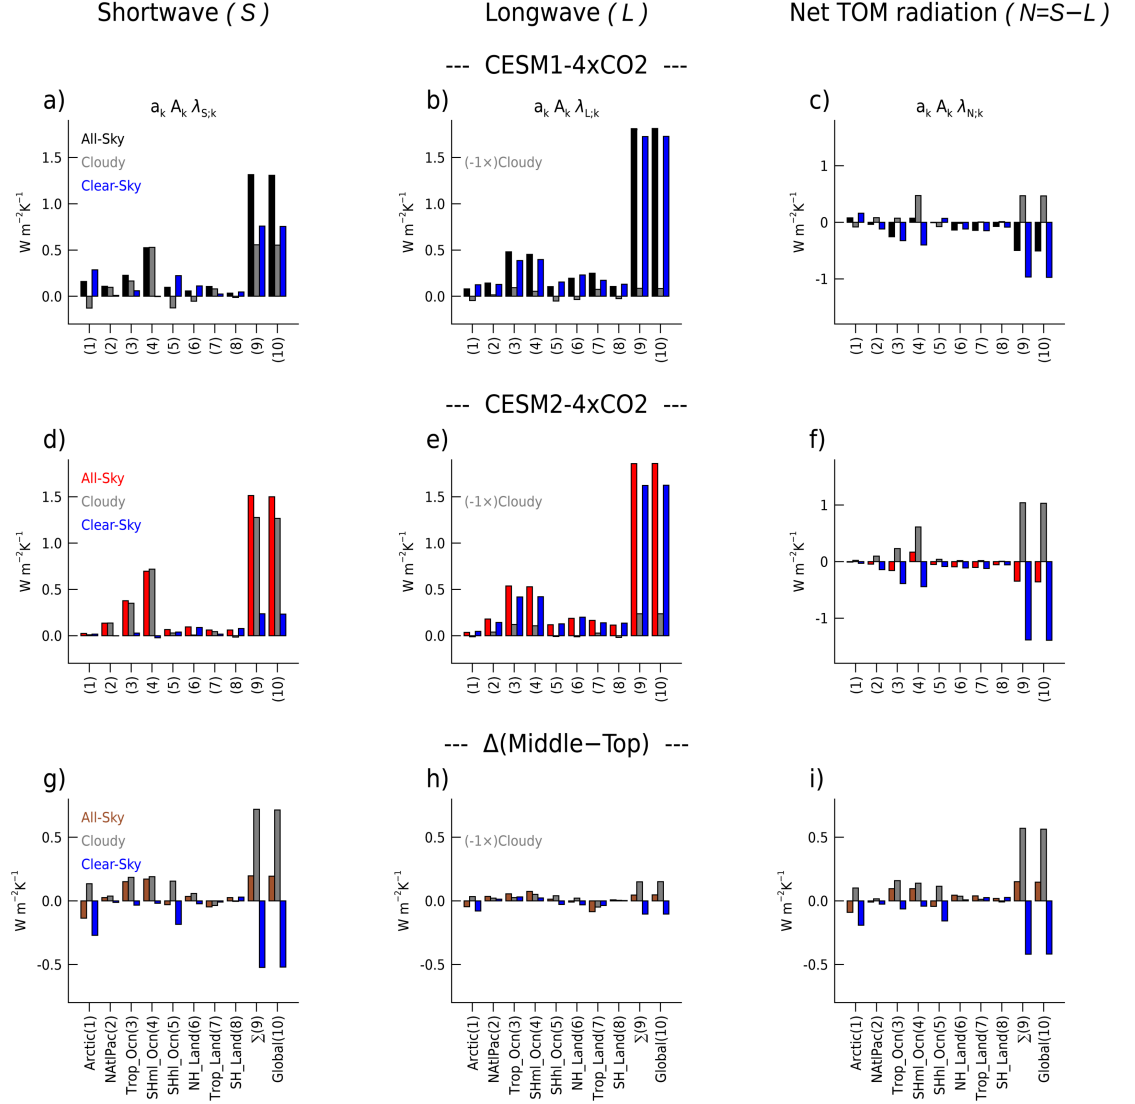 Shortwave ( S )
Longwave ( L )
Net TOM radiation ( N=S−L )
--- CESM1-4xCO2 ---
a)
a_k A_k λ_S;k
All-Sky
Cloudy
Clear-Sky
W m⁻²K⁻¹
1.5
1.0
0.5
0.0
(1) (2) (3) (4) (5) (6) (7) (8) (9) (10)
b)
a_k A_k λ_L;k
(-1×)Cloudy
W m⁻²K⁻¹
1.5
1.0
0.5
0.0
(1) (2) (3) (4) (5) (6) (7) (8) (9) (10)
c)
a_k A_k λ_N;k
W m⁻²K⁻¹
1
0
-1
(1) (2) (3) (4) (5) (6) (7) (8) (9) (10)
--- CESM2-4xCO2 ---
d)
All-Sky
Cloudy
Clear-Sky
W m⁻²K⁻¹
1.5
1.0
0.5
0.0
(1) (2) (3) (4) (5) (6) (7) (8) (9) (10)
e)
(-1×)Cloudy
W m⁻²K⁻¹
1.5
1.0
0.5
0.0
(1) (2) (3) (4) (5) (6) (7) (8) (9) (10)
f)
W m⁻²K⁻¹
1
0
-1
(1) (2) (3) (4) (5) (6) (7) (8) (9) (10)
--- Δ(Middle−Top) ---
g)
All-Sky
Cloudy
Clear-Sky
W m⁻²K⁻¹
0.5
0.0
-0.5
Arctic(1) NAtlPac(2) Trop_Ocn(3) SHml_Ocn(4) SHhl_Ocn(5) NH_Land(6) Trop_Land(7) SH_Land(8) ∑(9) Global(10)
h)
(-1×)Cloudy
W m⁻²K⁻¹
0.5
0.0
-0.5
Arctic(1) NAtlPac(2) Trop_Ocn(3) SHml_Ocn(4) SHhl_Ocn(5) NH_Land(6) Trop_Land(7) SH_Land(8) ∑(9) Global(10)
i)
W m⁻²K⁻¹
0.5
0.0
-0.5
Arctic(1) NAtlPac(2) Trop_Ocn(3) SHml_Ocn(4) SHhl_Ocn(5) NH_Land(6) Trop_Land(7) SH_Land(8) ∑(9) Global(10)